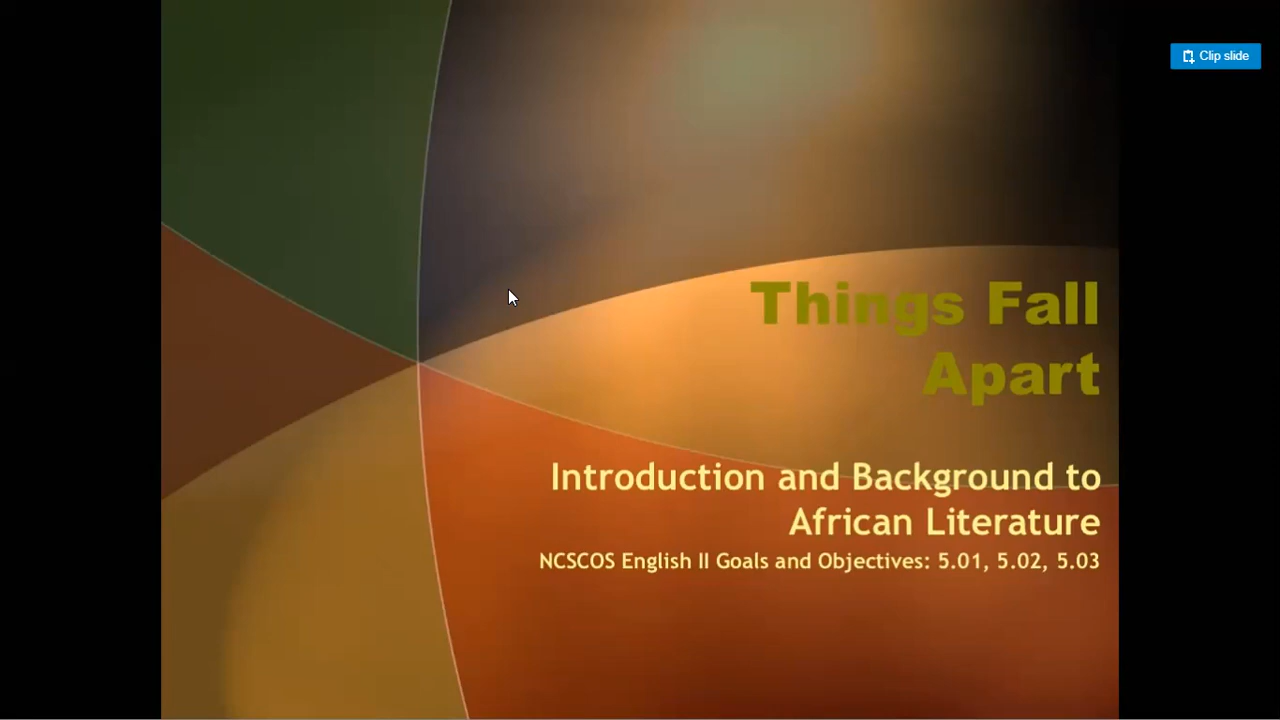 Clip slide
Things Fall
Apart
Introduction and Background to
African Literature
NCSCOS English II Goals and Objectives: 5.01, 5.02, 5.03